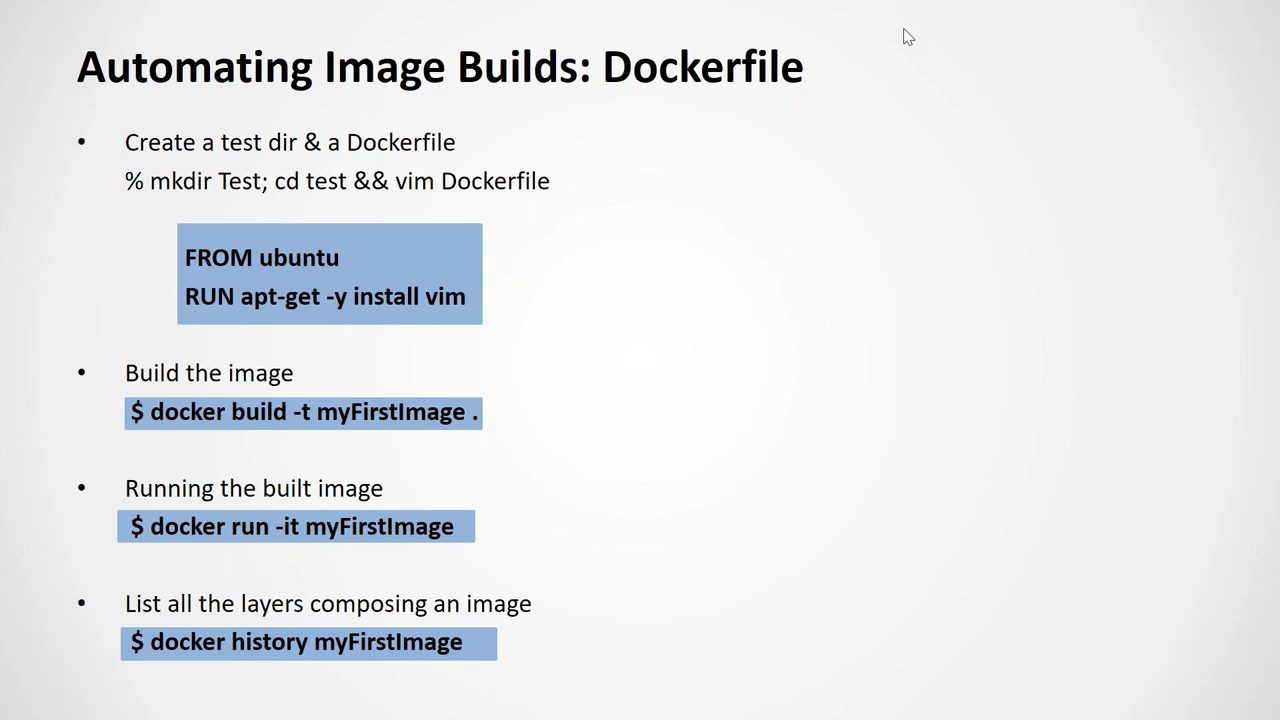 Automating Image Builds: Dockerfile
• Create a test dir & a Dockerfile
% mkdir Test; cd test && vim Dockerfile
FROM ubuntu
RUN apt-get -y install vim
• Build the image
$ docker build -t myFirstImage .
• Running the built image
$ docker run -it myFirstImage
• List all the layers composing an image
$ docker history myFirstImage